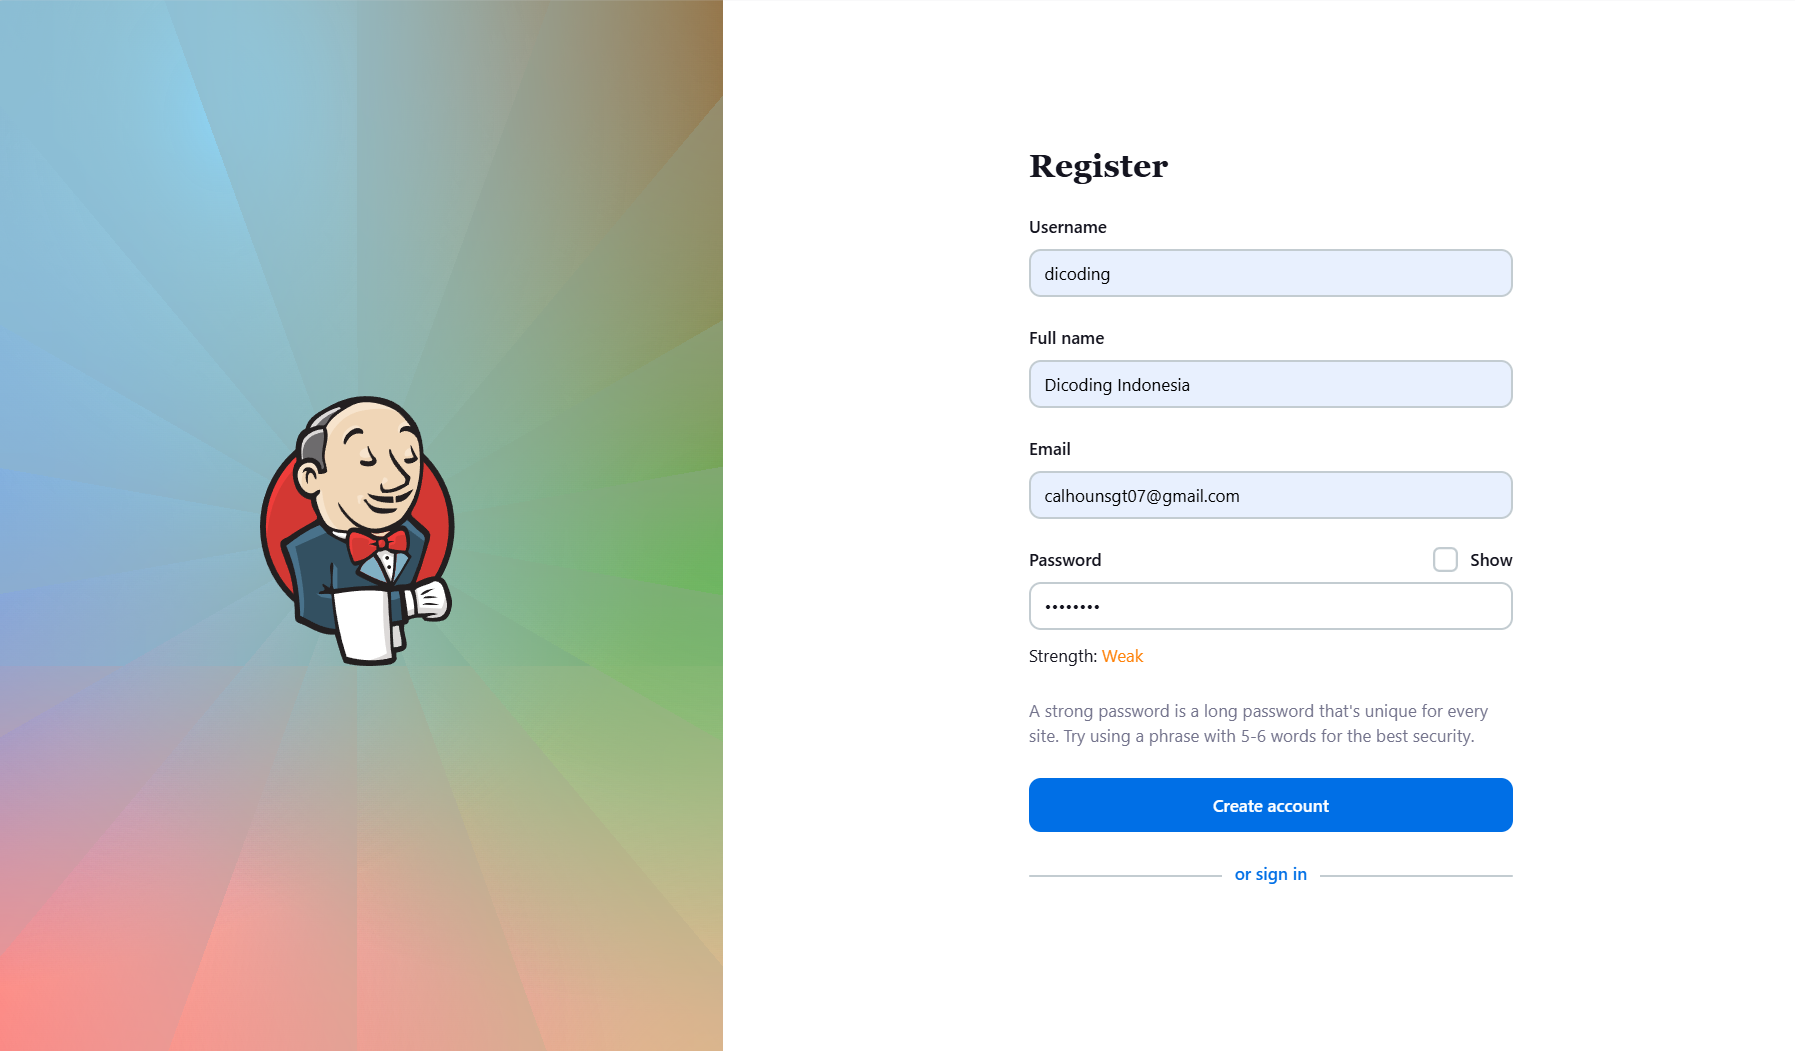 Register
Username
dicoding
Full name
Dicoding Indonesia
Email
calhounsgt07@gmail.com
Password
Show
••••••••
Strength: Weak
A strong password is a long password that's unique for every
site. Try using a phrase with 5-6 words for the best security.
Create account
or sign in